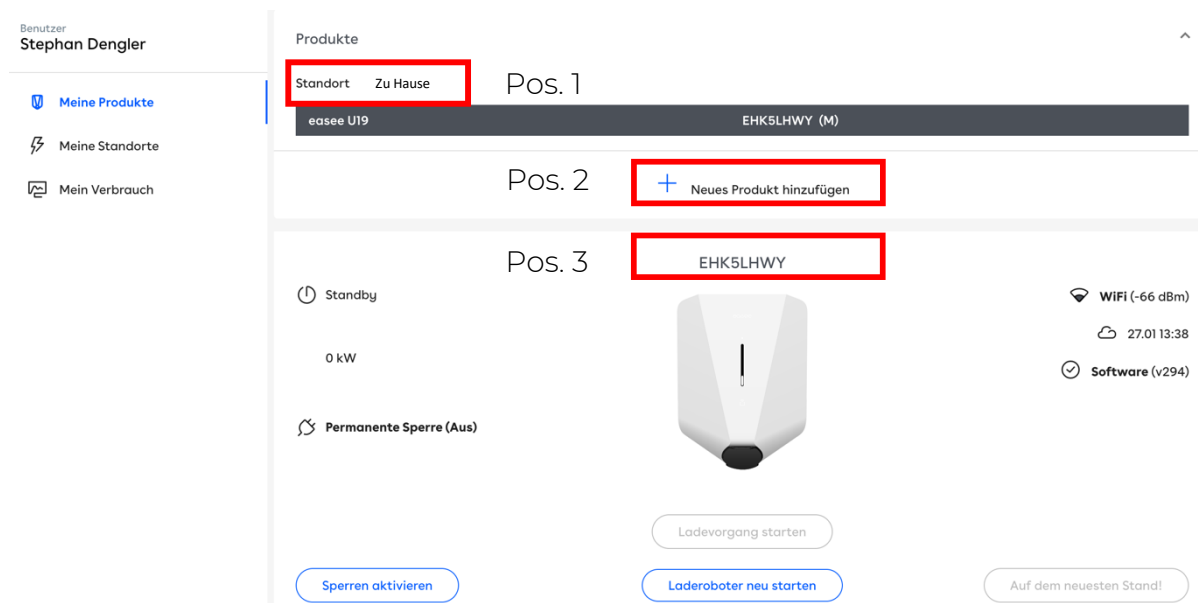 Benutzer
Stephan Dengler
Meine Produkte
Meine Standorte
Mein Verbrauch
Produkte
Standort Zu Hause
Pos. 1
easee U19 EHK5LHWY (M)
Pos. 2
Neues Produkt hinzufügen
Pos. 3
EHK5LHWY
Standby
WiFi (-66 dBm)
27.01 13:38
0 kW
Software (v294)
Permanente Sperre (Aus)
Ladevorgang starten
Sperren aktivieren
Laderoboter neu starten
Auf dem neuesten Stand!